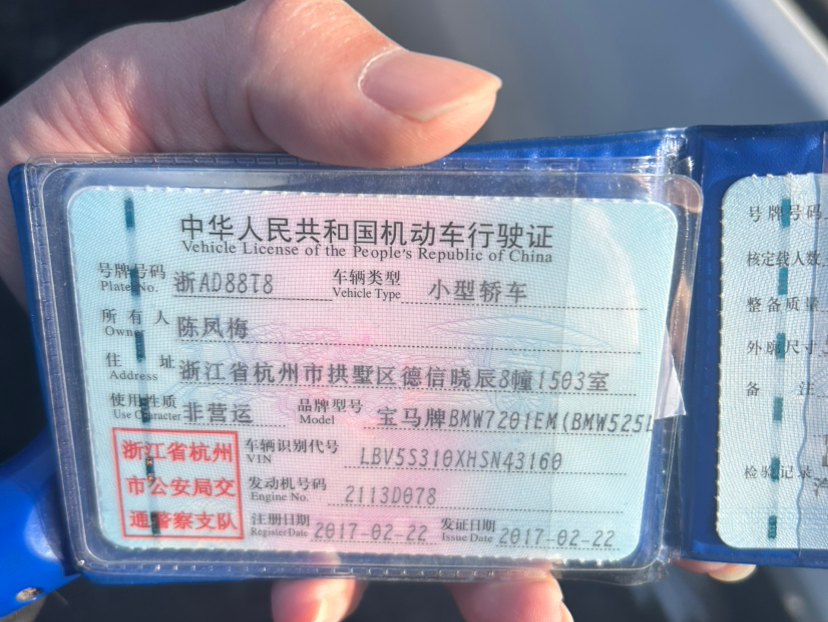 中华人民共和国机动车行驶证
Vehicle License of the People's Republic of China
号牌号码 浙AD88T8 车辆类型 小型轿车
Plate No. Vehicle Type
所有人 陈凤梅
Owner
住址 浙江省杭州市拱墅区德信晓辰8幢1503室
Address
使用性质 非营运 品牌型号 宝马牌BMW7201EM(BMW525L
Use Character Model
浙江省杭州
市公安局交
通警察支队
车辆识别代号 LBV5S310XHSN43160
VIN
发动机号码 2113D078
Engine No.
注册日期 2017-02-22 发证日期 2017-02-22
Register Date Issue Date
号牌号码
核定载人数
整备质量
外廓尺寸
备注
检验记录